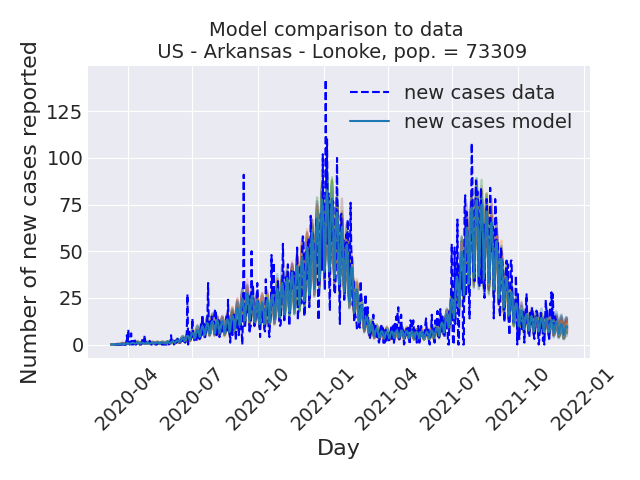 Model comparison to data
US - Arkansas - Lonoke, pop. = 73309
Number of new cases reported
125
100
75
50
25
0
new cases data
new cases model
2020-04
2020-07
2020-10
2021-01
2021-04
2021-07
2021-10
2022-01
Day